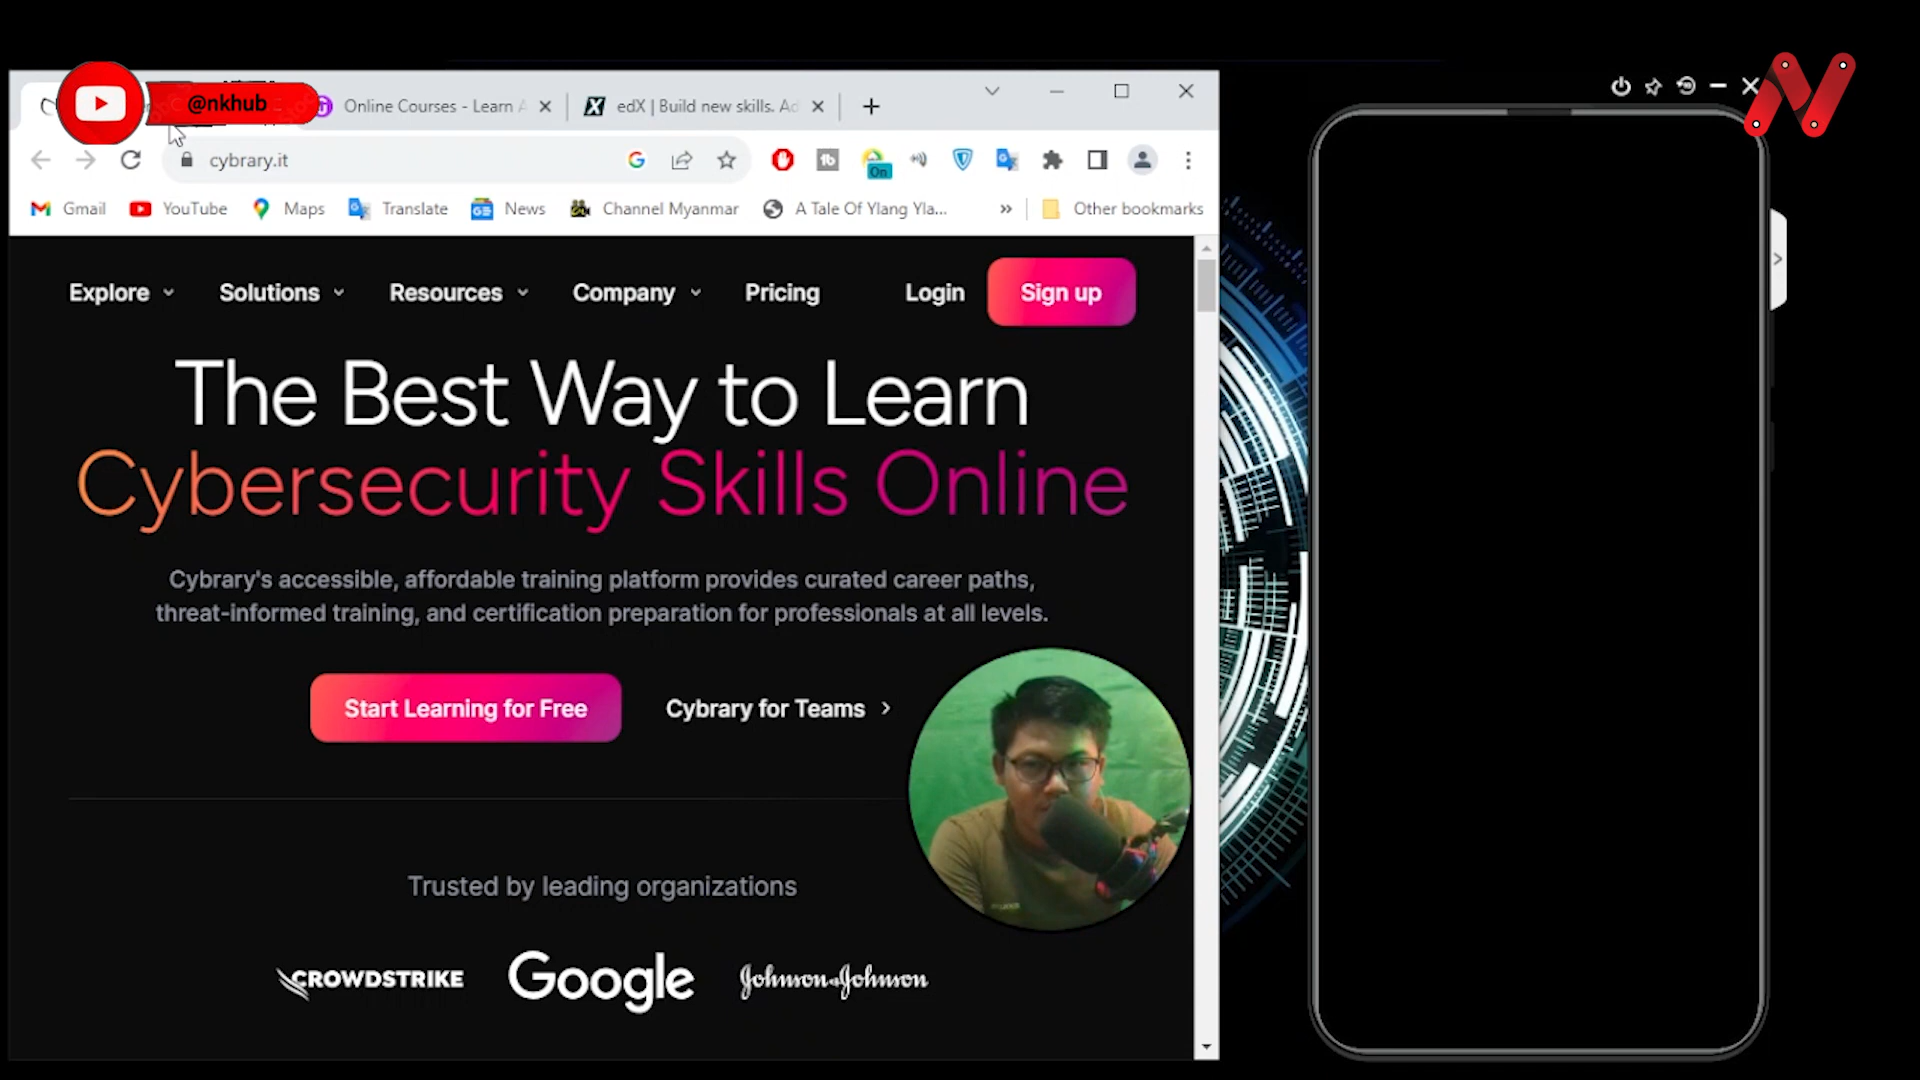 @nkhub
Online Courses - Learn A
edX | Build new skills. Ad
cybrary.it
On
Gmail
YouTube
Maps
Translate
News
Channel Myanmar
A Tale Of Ylang Yla...
Other bookmarks
Explore
Solutions
Resources
Company
Pricing
Login
Sign up
The Best Way to Learn
Cybersecurity Skills Online
Cybrary's accessible, affordable training platform provides curated career paths,
threat-informed training, and certification preparation for professionals at all levels.
Start Learning for Free
Cybrary for Teams
Trusted by leading organizations
CROWDSTRIKE
Google
Johnson&Johnson